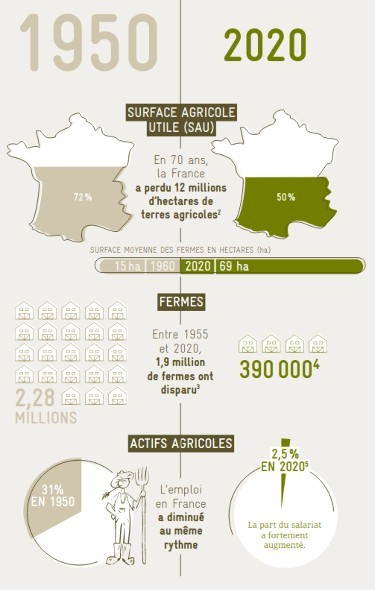 1950
2020
SURFACE AGRICOLE
UTILE (SAU)
En 70 ans,
la France
a perdu 12 millions
d'hectares de
terres agricoles²
72 %
50 %
SURFACE MOYENNE DES FERMES EN HECTARES (ha)
15 ha | 1960 2020 | 69 ha
FERMES
Entre 1955
et 2020,
1,9 million
de fermes ont
disparu³
2,28
MILLIONS
390 000⁴
ACTIFS AGRICOLES
31%
EN 1950
L'emploi
en France
a diminué
au même
rythme
2,5 %
EN 2020⁵
La part du salariat
a fortement
augmenté.